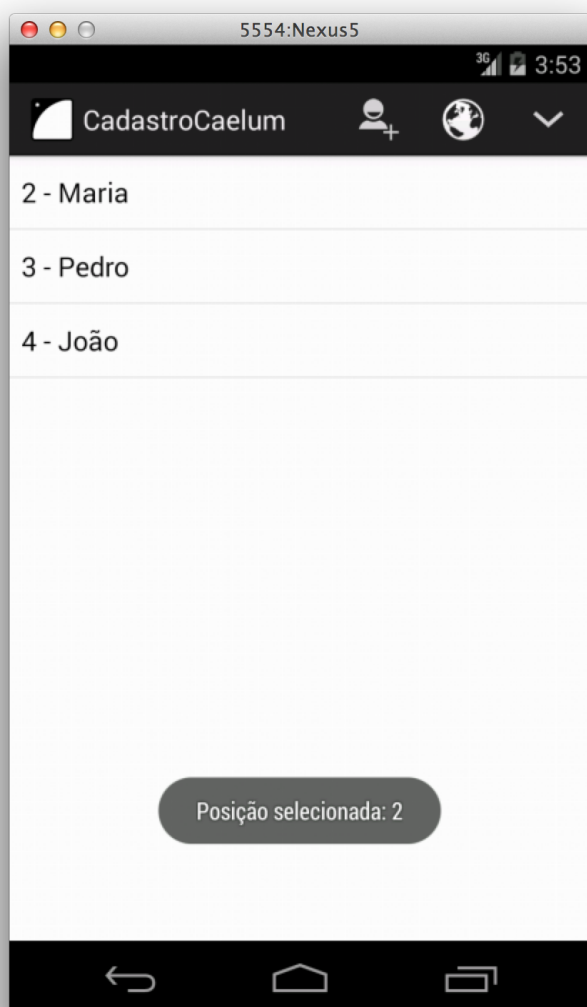 5554:Nexus5
3G 3:53
CadastroCaelum
2 - Maria
3 - Pedro
4 - João
Posição selecionada: 2